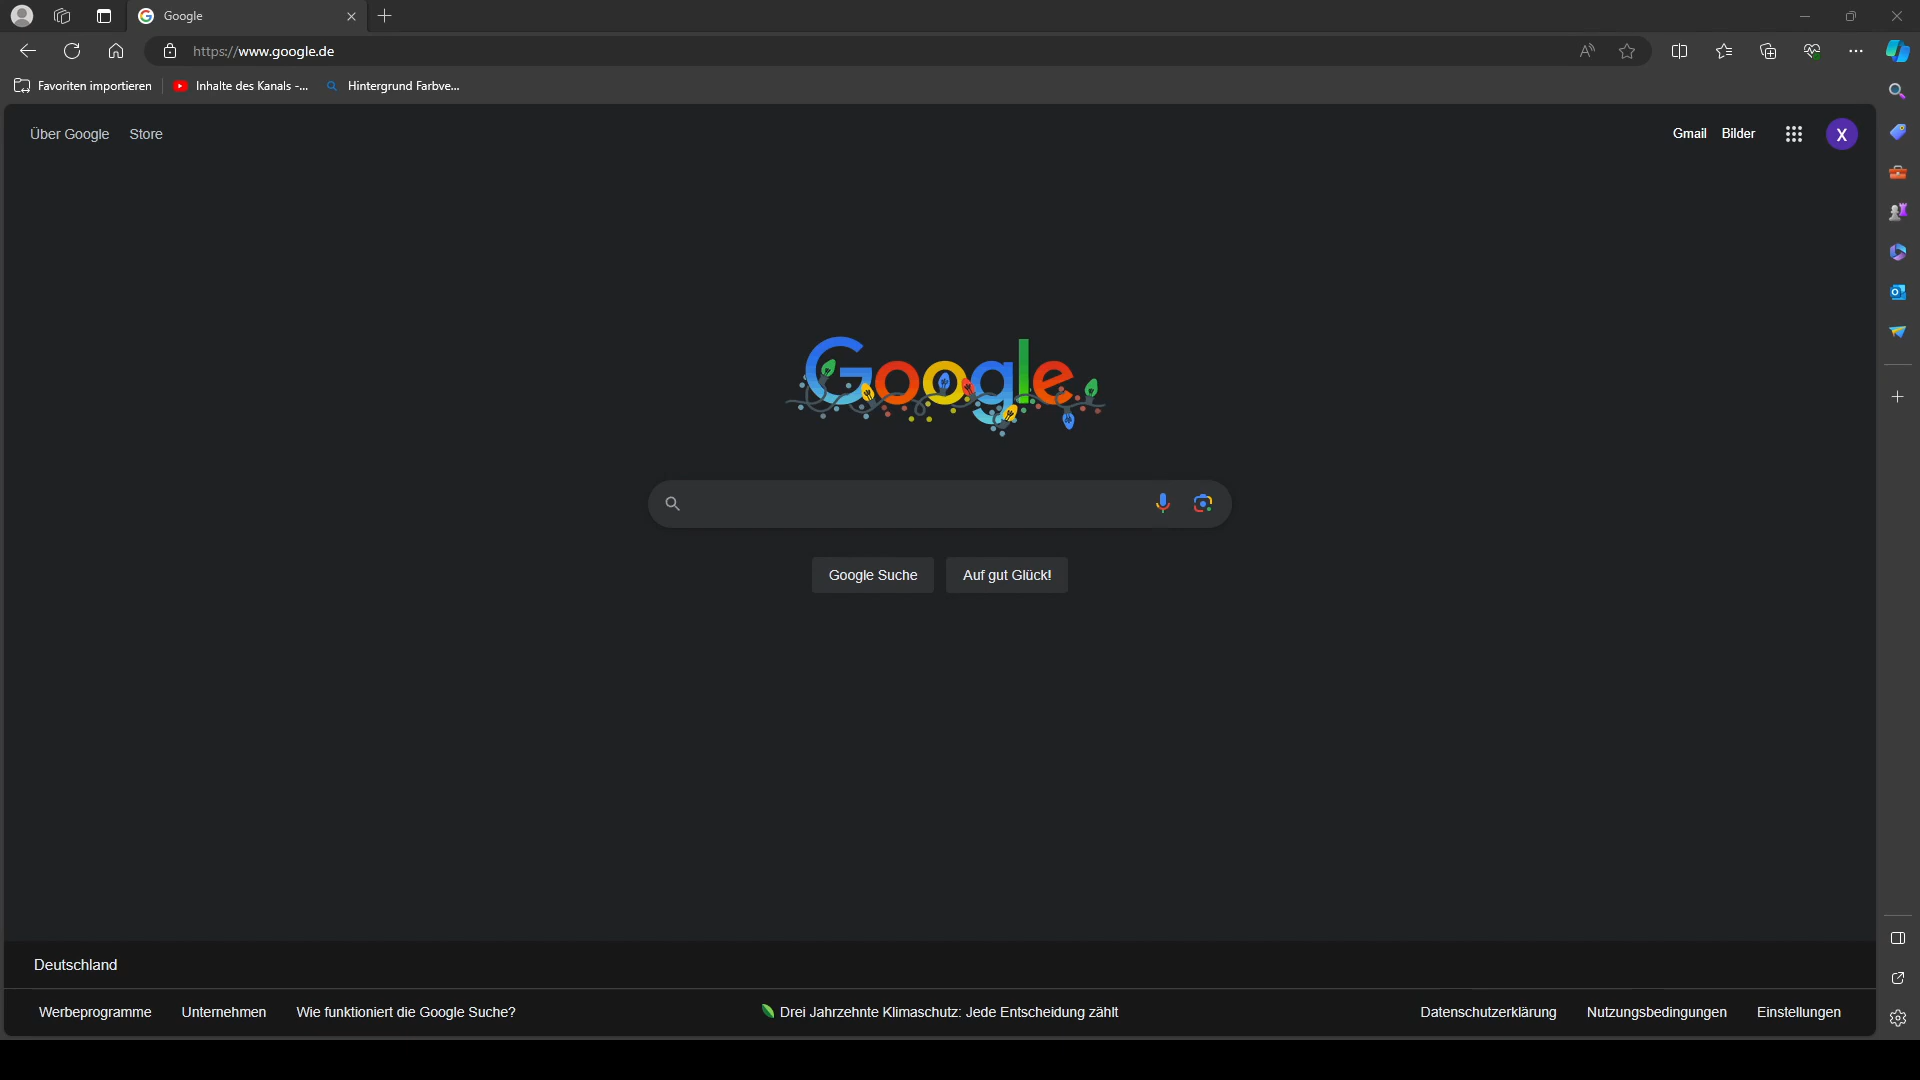 Google
https://www.google.de
Favoriten importieren
Inhalte des Kanals -...
Hintergrund Farbve...
Über Google Store
Gmail Bilder
X
Google
Google Suche
Auf gut Glück!
Deutschland
Werbeprogramme Unternehmen Wie funktioniert die Google Suche?
Drei Jahrzehnte Klimaschutz: Jede Entscheidung zählt
Datenschutzerklärung Nutzungsbedingungen Einstellungen